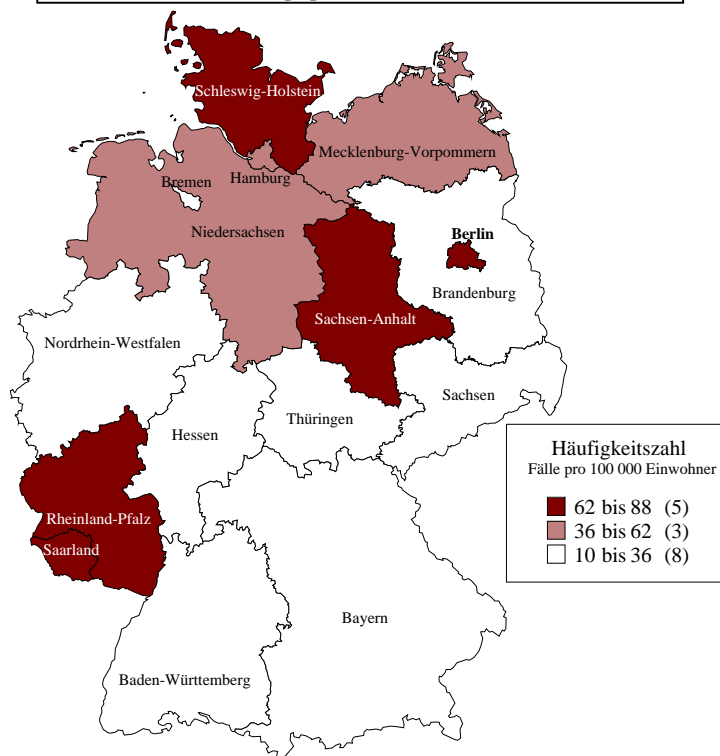 Schleswig-Holstein
Mecklenburg-Vorpommern
Hamburg
Bremen
Niedersachsen
Berlin
Brandenburg
Sachsen-Anhalt
Nordrhein-Westfalen
Sachsen
Thüringen
Hessen
Häufigkeitszahl
Fälle pro 100 000 Einwohner
62 bis 88 (5)
36 bis 62 (3)
10 bis 36 (8)
Rheinland-Pfalz
Saarland
Bayern
Baden-Württemberg